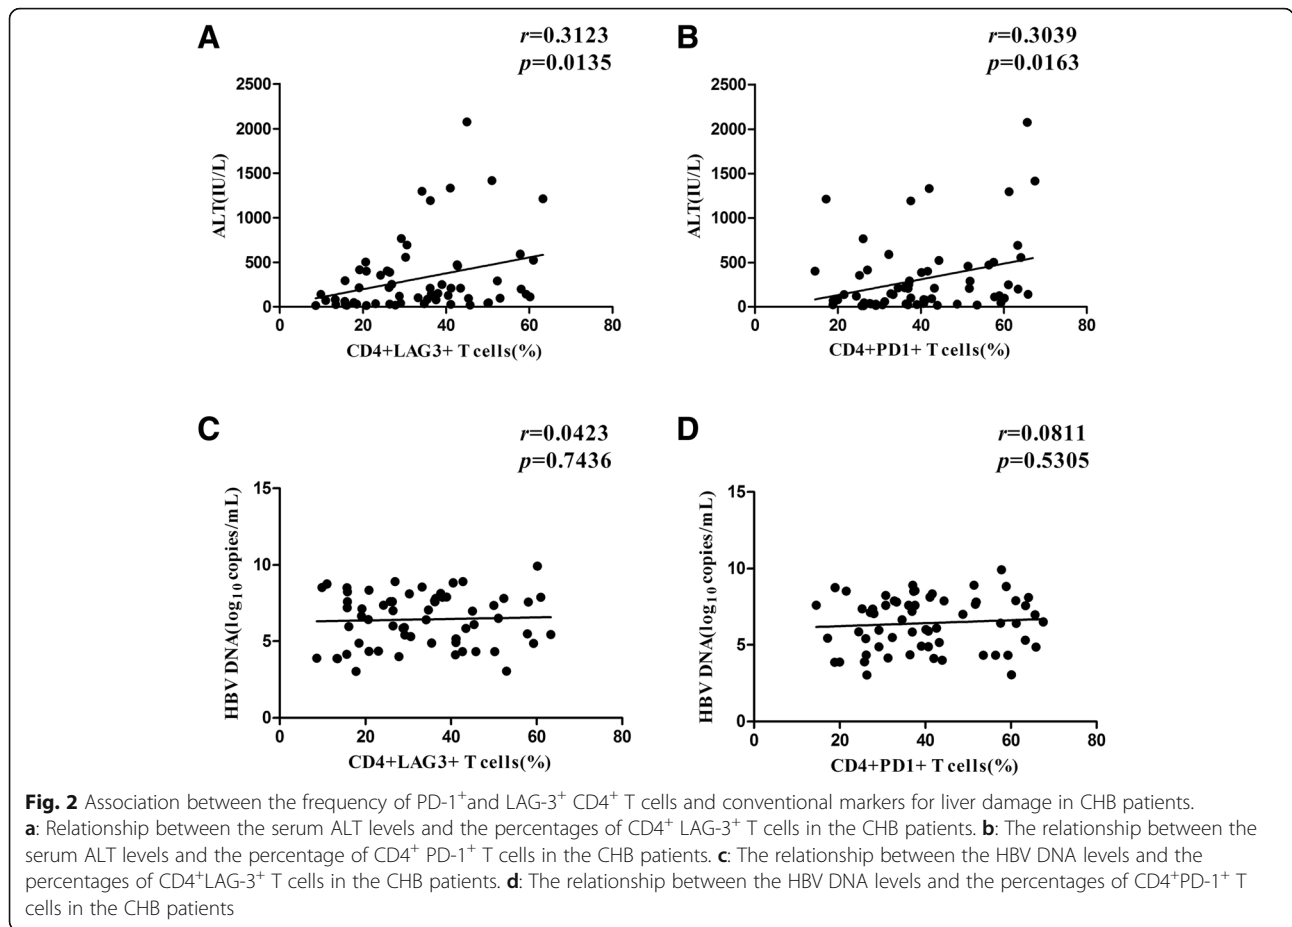 A
r=0.3123
p=0.0135
2500
2000
1500
1000
500
0
ALT(IU/L)
0 20 40 60 80
CD4+LAG3+ T cells(%)
B
r=0.3039
p=0.0163
2500
2000
1500
1000
500
0
ALT(IU/L)
0 20 40 60 80
CD4+PD1+ T cells(%)
C
r=0.0423
p=0.7436
15
10
5
0
HBV DNA(log10 copies/mL)
0 20 40 60 80
CD4+LAG3+ T cells(%)
D
r=0.0811
p=0.5305
15
10
5
0
HBV DNA(log10 copies/mL)
0 20 40 60 80
CD4+PD1+ T cells(%)
Fig. 2 Association between the frequency of PD-1+and LAG-3+ CD4+ T cells and conventional markers for liver damage in CHB patients.
a: Relationship between the serum ALT levels and the percentages of CD4+ LAG-3+ T cells in the CHB patients. b: The relationship between the
serum ALT levels and the percentage of CD4+ PD-1+ T cells in the CHB patients. c: The relationship between the HBV DNA levels and the
percentages of CD4+LAG-3+ T cells in the CHB patients. d: The relationship between the HBV DNA levels and the percentages of CD4+PD-1+ T
cells in the CHB patients